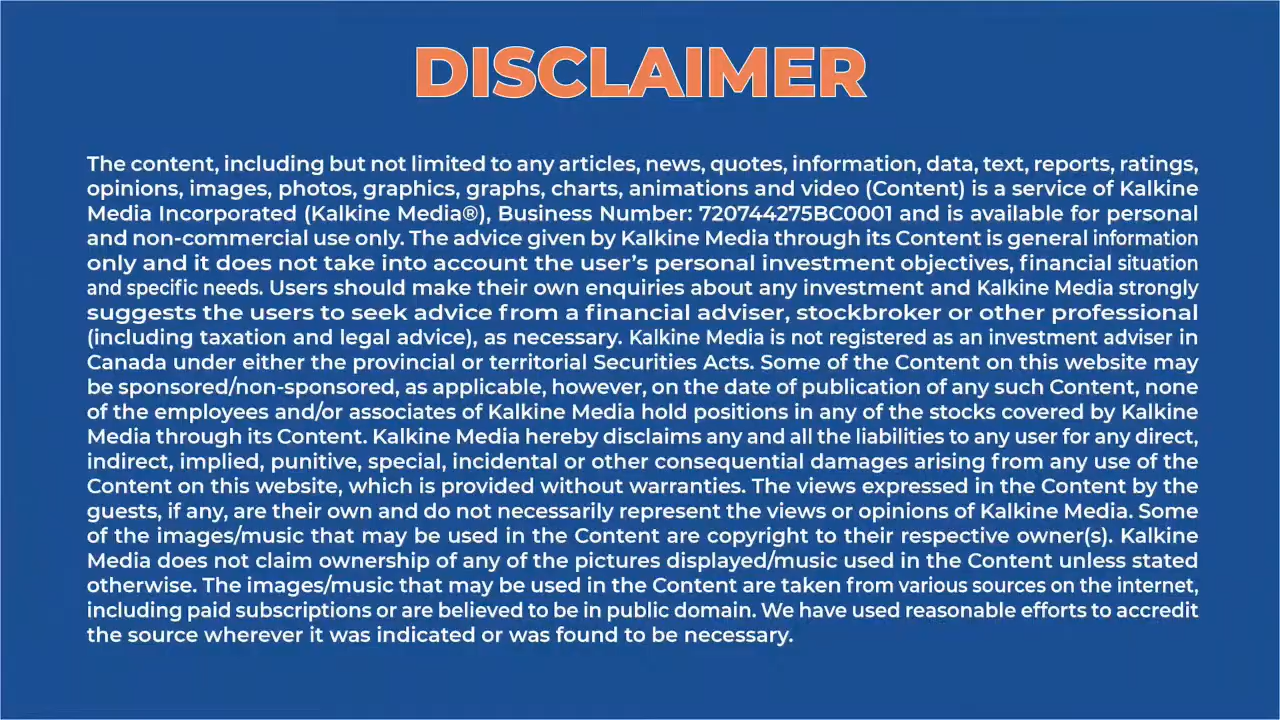 DISCLAIMER
The content, including but not limited to any articles, news, quotes, information, data, text, reports, ratings,
opinions, images, photos, graphics, graphs, charts, animations and video (Content) is a service of Kalkine
Media Incorporated (Kalkine Media®), Business Number: 720744275BC0001 and is available for personal
and non-commercial use only. The advice given by Kalkine Media through its Content is general information
only and it does not take into account the user’s personal investment objectives, financial situation
and specific needs. Users should make their own enquiries about any investment and Kalkine Media strongly
suggests the users to seek advice from a financial adviser, stockbroker or other professional
(including taxation and legal advice), as necessary. Kalkine Media is not registered as an investment adviser in
Canada under either the provincial or territorial Securities Acts. Some of the Content on this website may
be sponsored/non-sponsored, as applicable, however, on the date of publication of any such Content, none
of the employees and/or associates of Kalkine Media hold positions in any of the stocks covered by Kalkine
Media through its Content. Kalkine Media hereby disclaims any and all the liabilities to any user for any direct,
indirect, implied, punitive, special, incidental or other consequential damages arising from any use of the
Content on this website, which is provided without warranties. The views expressed in the Content by the
guests, if any, are their own and do not necessarily represent the views or opinions of Kalkine Media. Some
of the images/music that may be used in the Content are copyright to their respective owner(s). Kalkine
Media does not claim ownership of any of the pictures displayed/music used in the Content unless stated
otherwise. The images/music that may be used in the Content are taken from various sources on the internet,
including paid subscriptions or are believed to be in public domain. We have used reasonable efforts to accredit
the source wherever it was indicated or was found to be necessary.